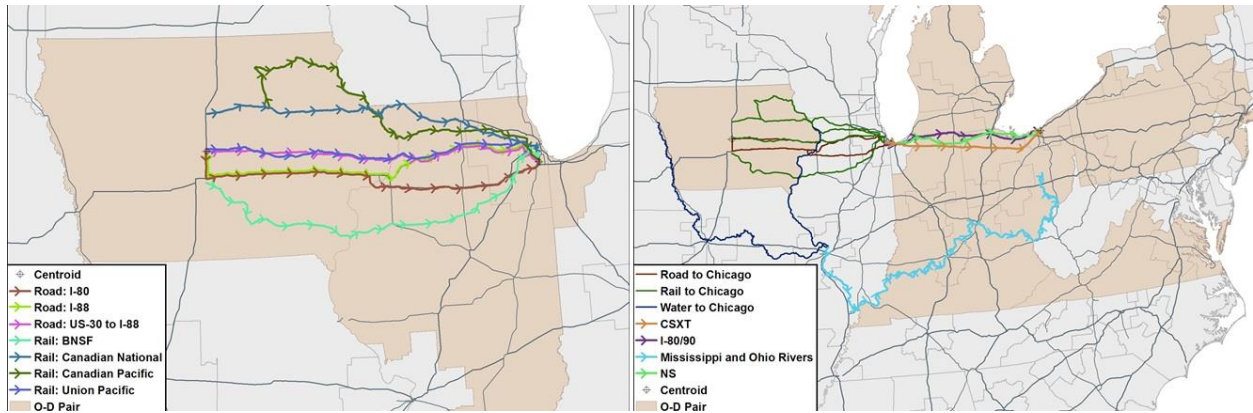 Centroid
Road: I-80
Road: I-88
Road: US-30 to I-88
Rail: BNSF
Rail: Canadian National
Rail: Canadian Pacific
Rail: Union Pacific
O-D Pair
Road to Chicago
Rail to Chicago
Water to Chicago
CSXT
I-80/90
Mississippi and Ohio Rivers
NS
Centroid
O-D Pair